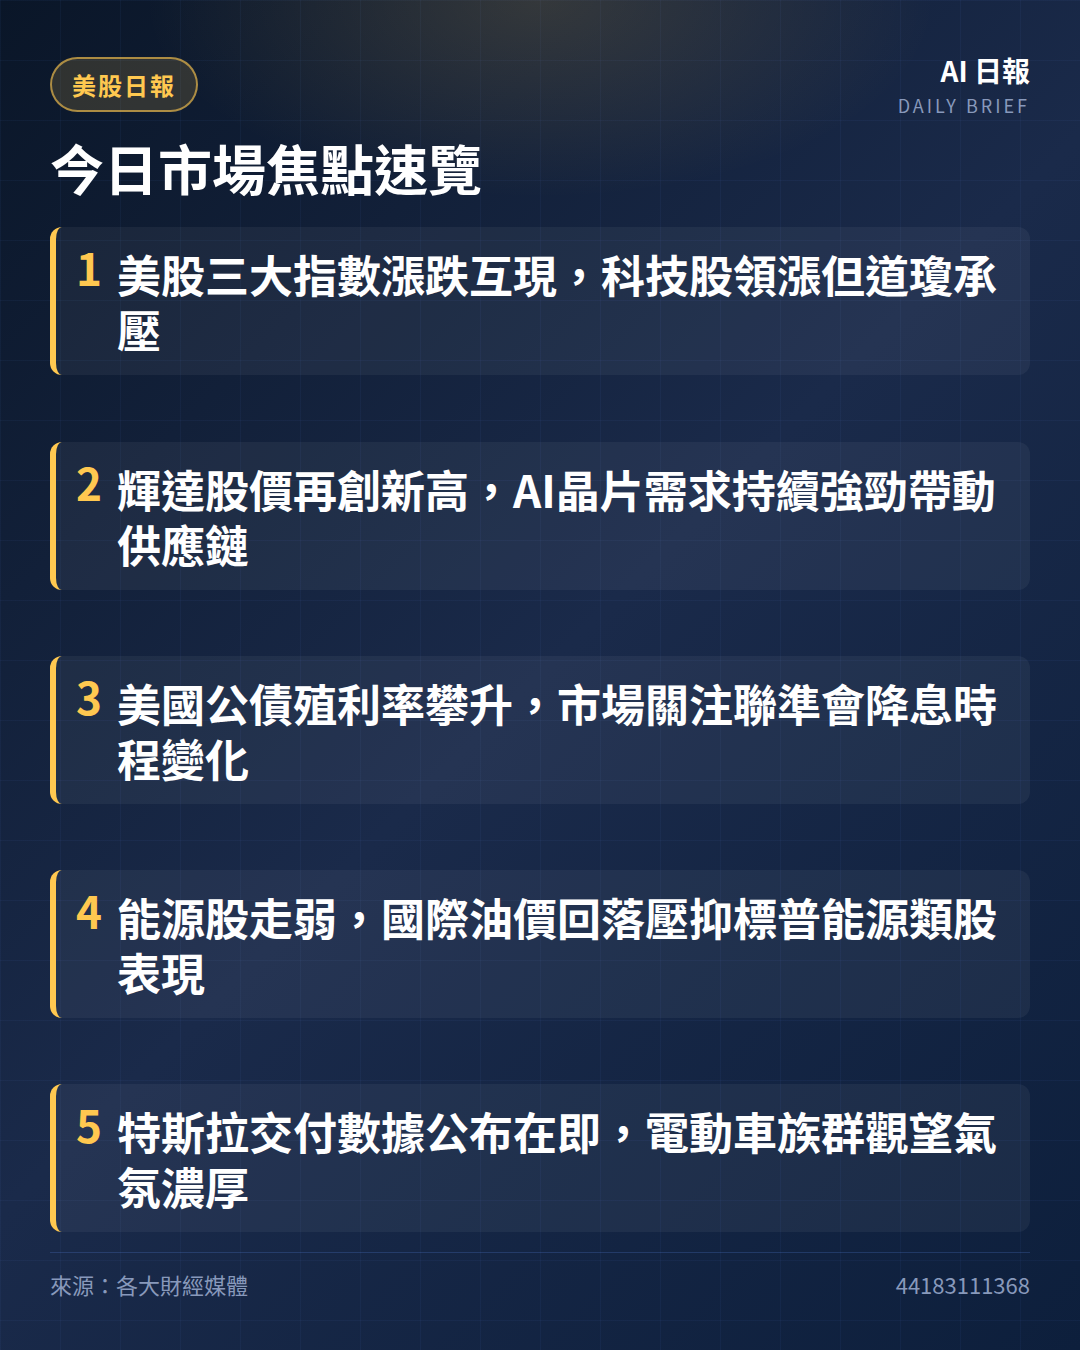 美股日報
AI 日報
DAILY BRIEF
今日市場焦點速覽
1 美股三大指數漲跌互現，科技股領漲但道瓊承
壓
2 輝達股價再創新高，AI晶片需求持續強勁帶動
供應鏈
3 美國公債殖利率攀升，市場關注聯準會降息時
程變化
4 能源股走弱，國際油價回落壓抑標普能源類股
表現
5 特斯拉交付數據公布在即，電動車族群觀望氣
氛濃厚
來源：各大財經媒體
44183111368